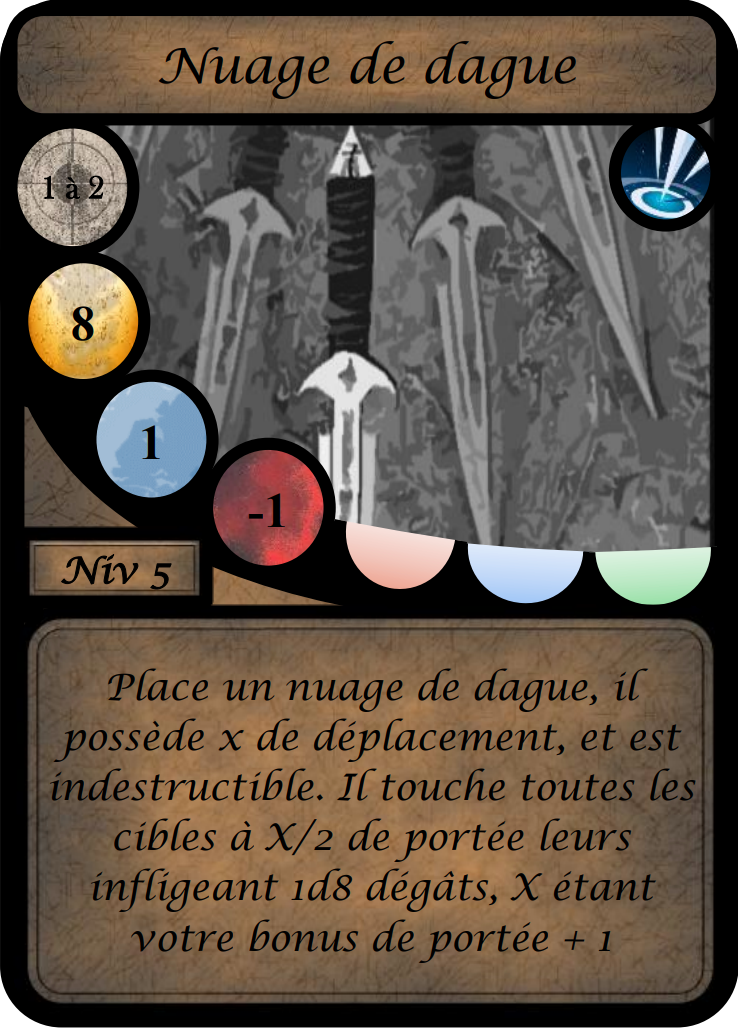 Nuage de dague
1 à 2
8
1
-1
Niv 5
Place un nuage de dague, il
possède x de déplacement, et est
indestructible. Il touche toutes les
cibles à X/2 de portée leurs
infligeant 1d8 dégâts, X étant
votre bonus de portée + 1